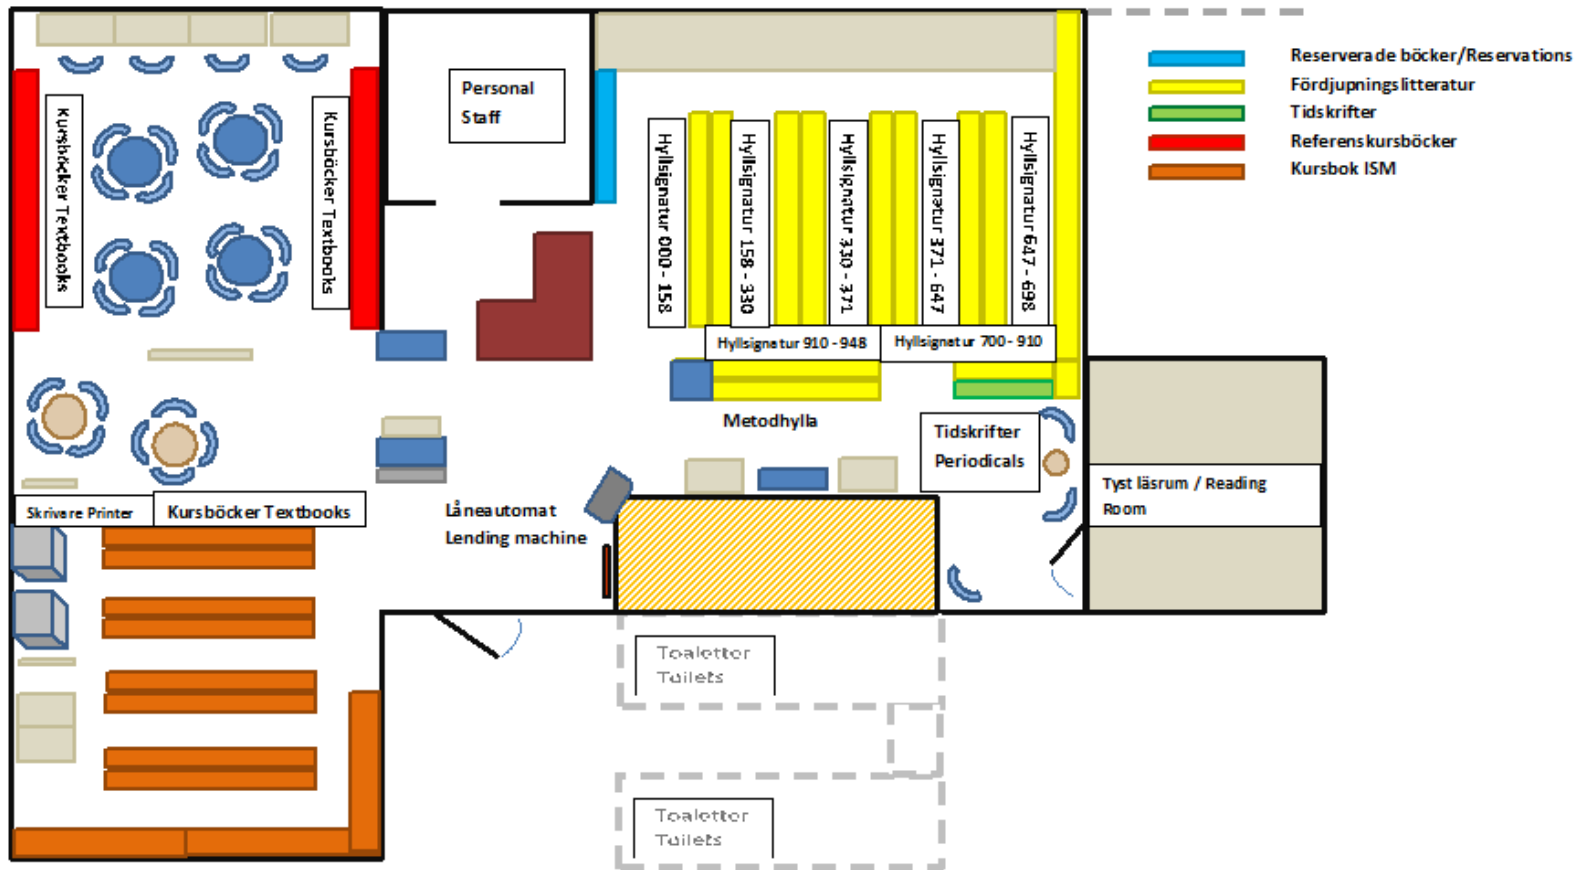 Personal
Staff
Kursböcker Textbooks
Kursböcker Textbooks
Hyllsignatur 000 - 158
Hyllsignatur 158 - 330
Hyllsignatur 330 - 371
Hyllsignatur 371 - 647
Hyllsignatur 647 - 698
Reserverade böcker/Reservations
Fördjupningslitteratur
Tidskrifter
Referenskursböcker
Kursbok ISM
Hyllsignatur 910 - 948
Hyllsignatur 700 - 910
Metodhylla
Tidskrifter
Periodicals
Tyst läsrum / Reading
Room
Skrivare Printer
Kursböcker Textbooks
Låneautomat
Lending machine
Toaletter
Toilets
Toaletter
Toilets